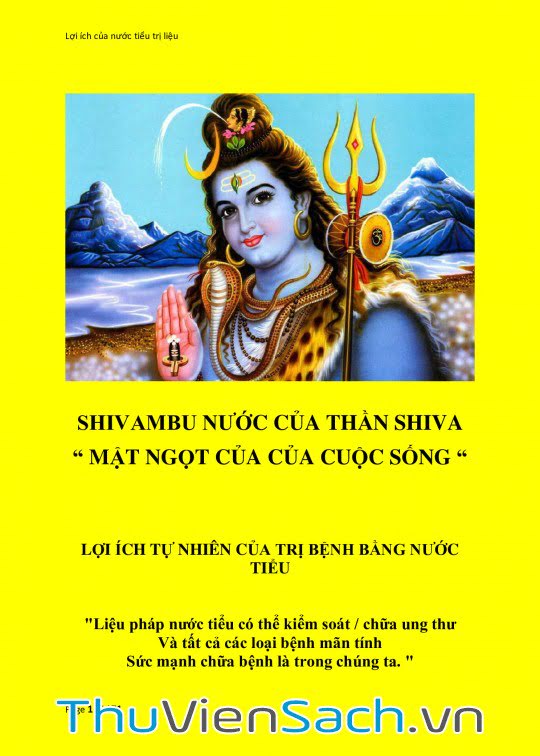 Lợi ích của nước tiểu trị liệu
SHIVAMBU NƯỚC CỦA THẦN SHIVA
“ MẬT NGỌT CỦA CỦA CUỘC SỐNG “
LỢI ÍCH TỰ NHIÊN CỦA TRỊ BỆNH BẰNG NƯỚC
TIỂU
"Liệu pháp nước tiểu có thể kiểm soát / chữa ung thư
Và tất cả các loại bệnh mãn tính
Sức mạnh chữa bệnh là trong chúng ta. "
Page 1
ThuVienSach.vn